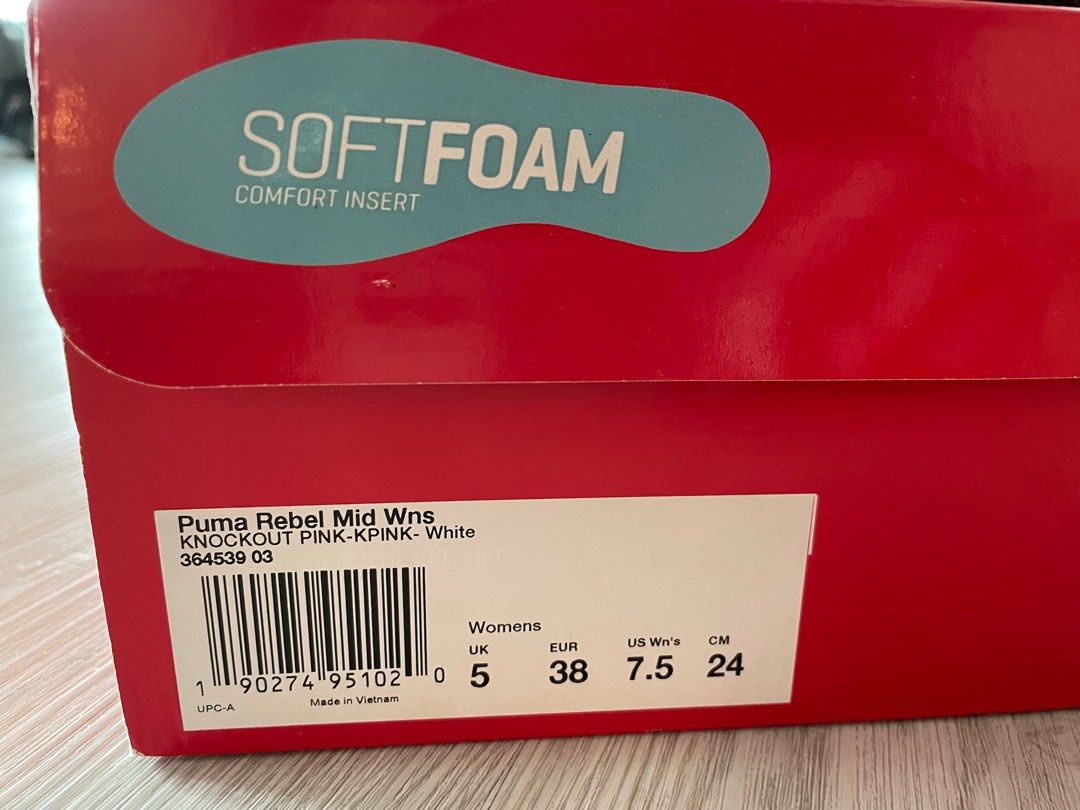 SOFTFOAM
COMFORT INSERT
Puma Rebel Mid Wns
KNOCKOUT PINK-KPINK- White
364539 03
Womens
UK EUR US Wn's CM
5 38 7.5 24
1 90274 95102 0
UPC-A Made in Vietnam